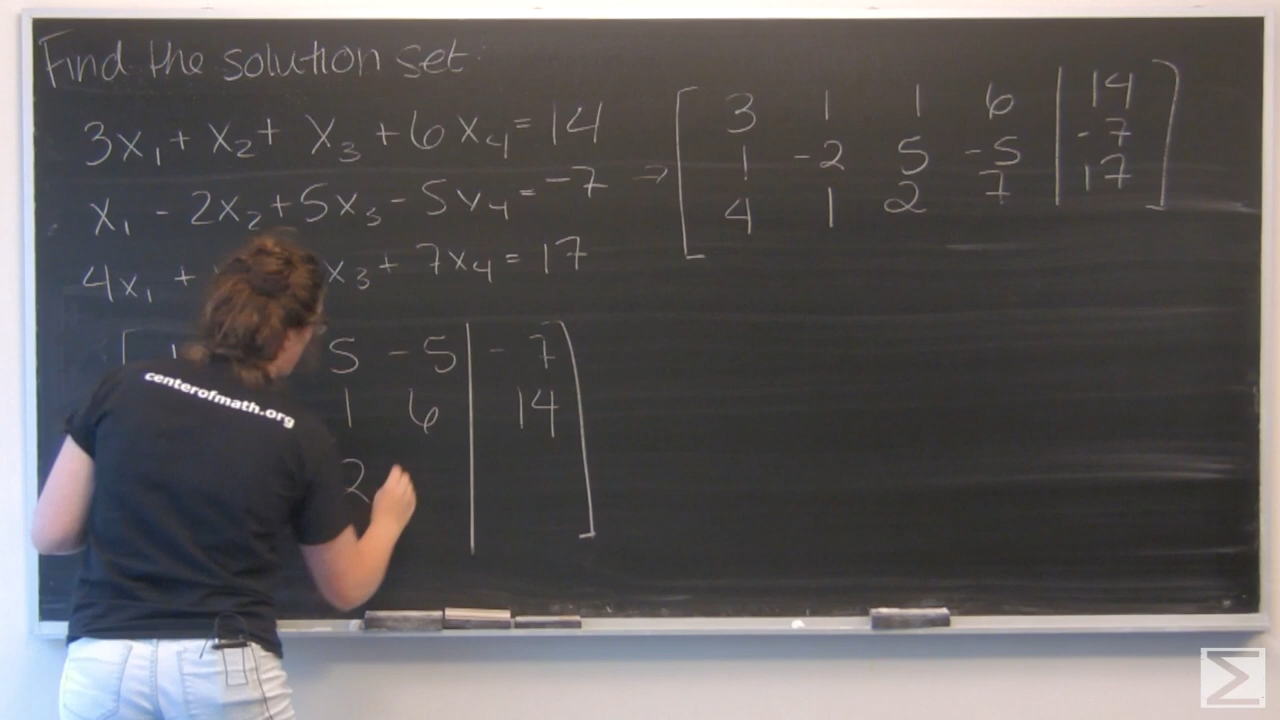 Find the solution set:
3x₁ + x₂ + x₃ + 6x₄ = 14
x₁ - 2x₂ + 5x₃ - 5x₄ = -7
4x₁ + x₃ + 7x₄ = 17
3 1 1 6 | 14
→ 1 -2 5 -5 | -7
4 1 2 7 | 17
1 5 -5 | -7
1 6 | 14
2
centerofmath.org
Σ